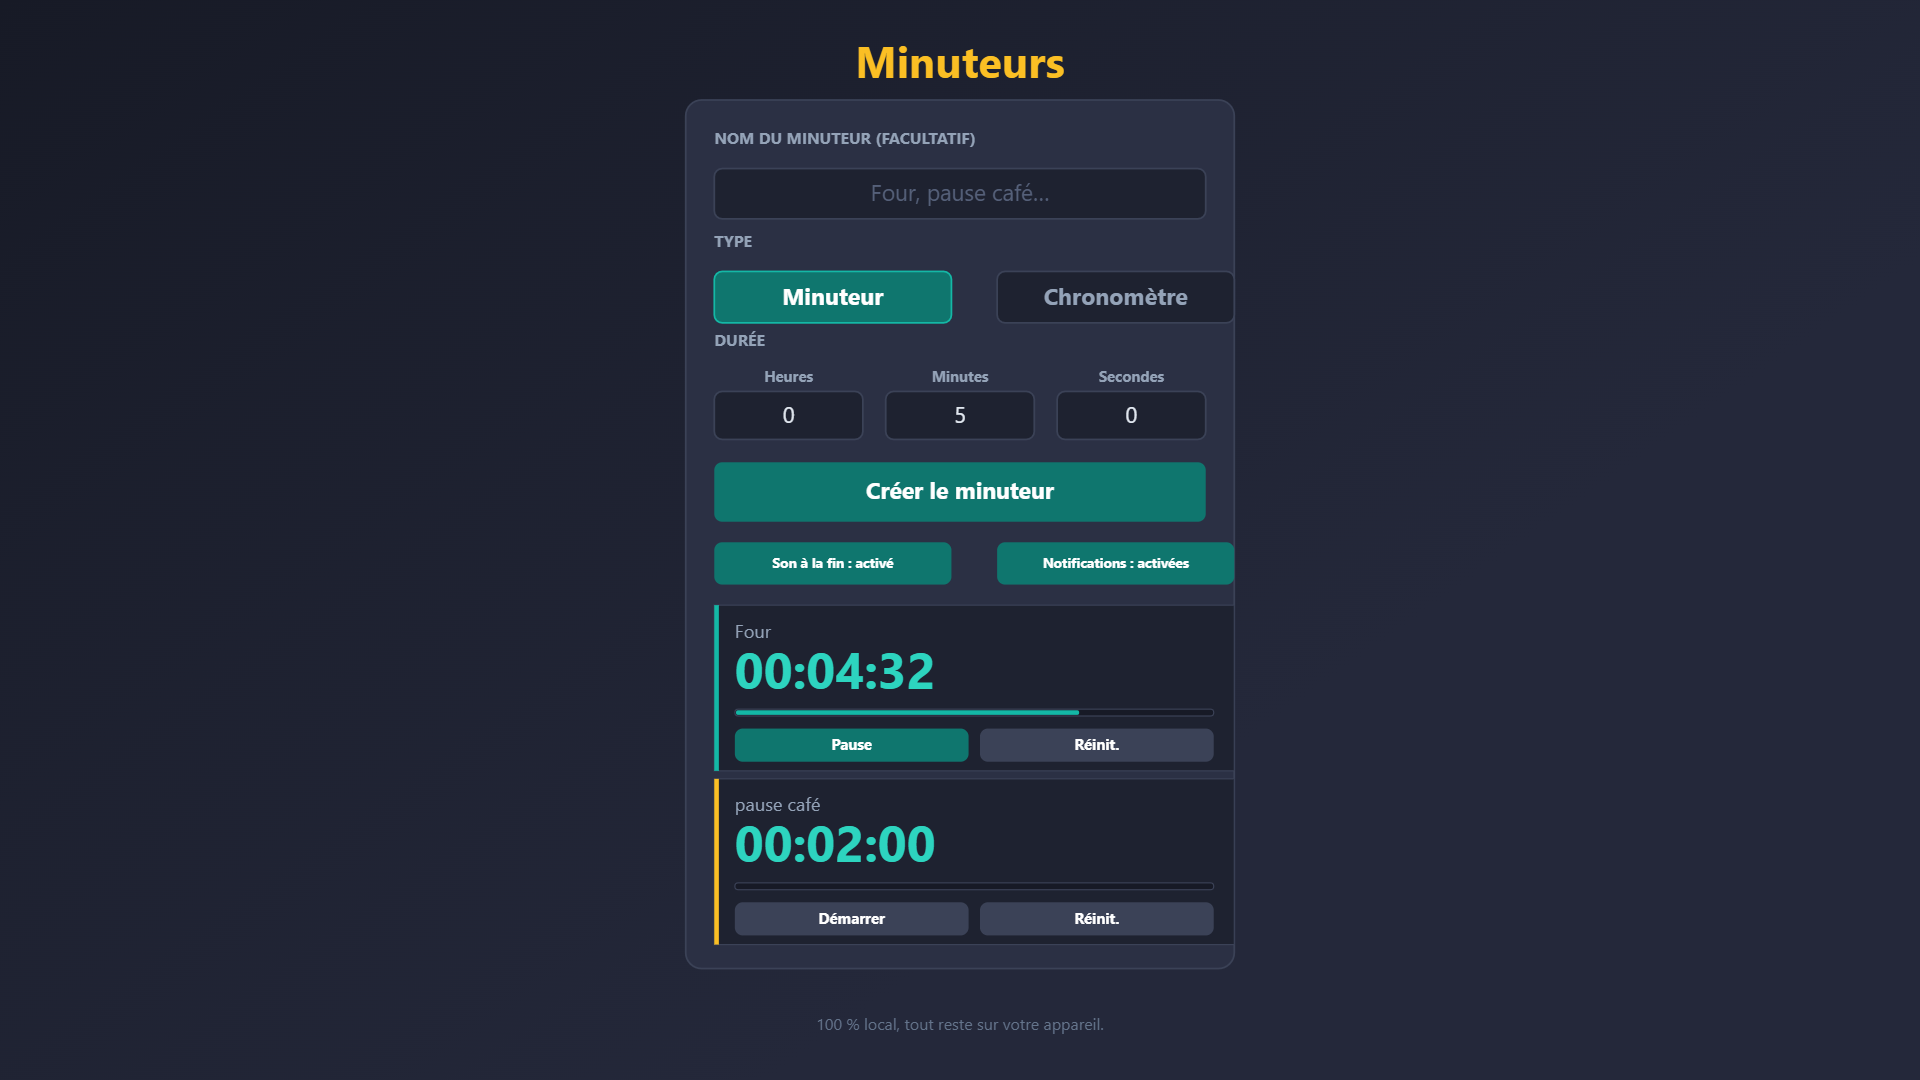 Minuteurs
NOM DU MINUTEUR (FACULTATIF)
Four, pause café...
TYPE
Minuteur
Chronomètre
DURÉE
Heures
Minutes
Secondes
0
5
0
Créer le minuteur
Son à la fin : activé
Notifications : activées
Four
00:04:32
Pause
Réinit.
pause café
00:02:00
Démarrer
Réinit.
100 % local, tout reste sur votre appareil.